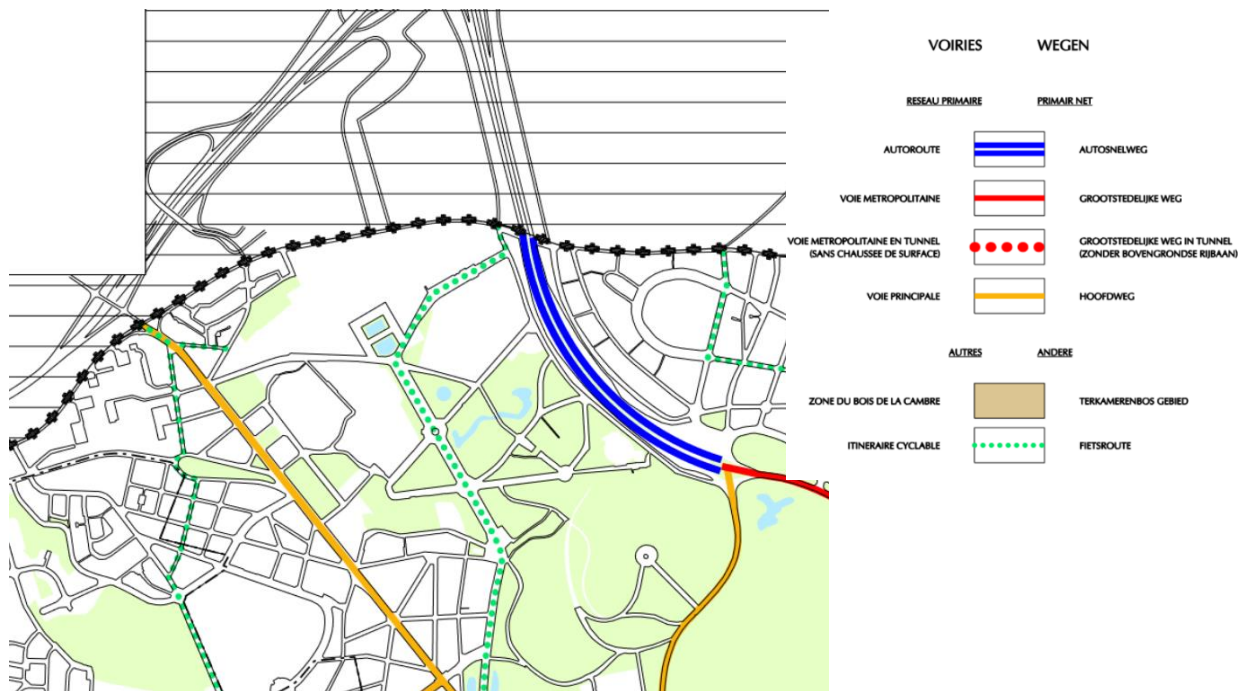 VOIRIES WEGEN
RESEAU PRIMAIRE PRIMAIR NET
AUTOROUTE AUTOSNELWEG
VOIE METROPOLITAINE GROOTSTEDELIJKE WEG
VOIE METROPOLITAINE EN TUNNEL GROOTSTEDELIJKE WEG IN TUNNEL
(SANS CHAUSSEE DE SURFACE) (ZONDER BOVENGRONDSE RIJBAAN)
VOIE PRINCIPALE HOOFDWEG
AUTRES ANDERE
ZONE DU BOIS DE LA CAMBRE TERKAMERENBOS GEBIED
ITINERAIRE CYCLABLE FIETSROUTE